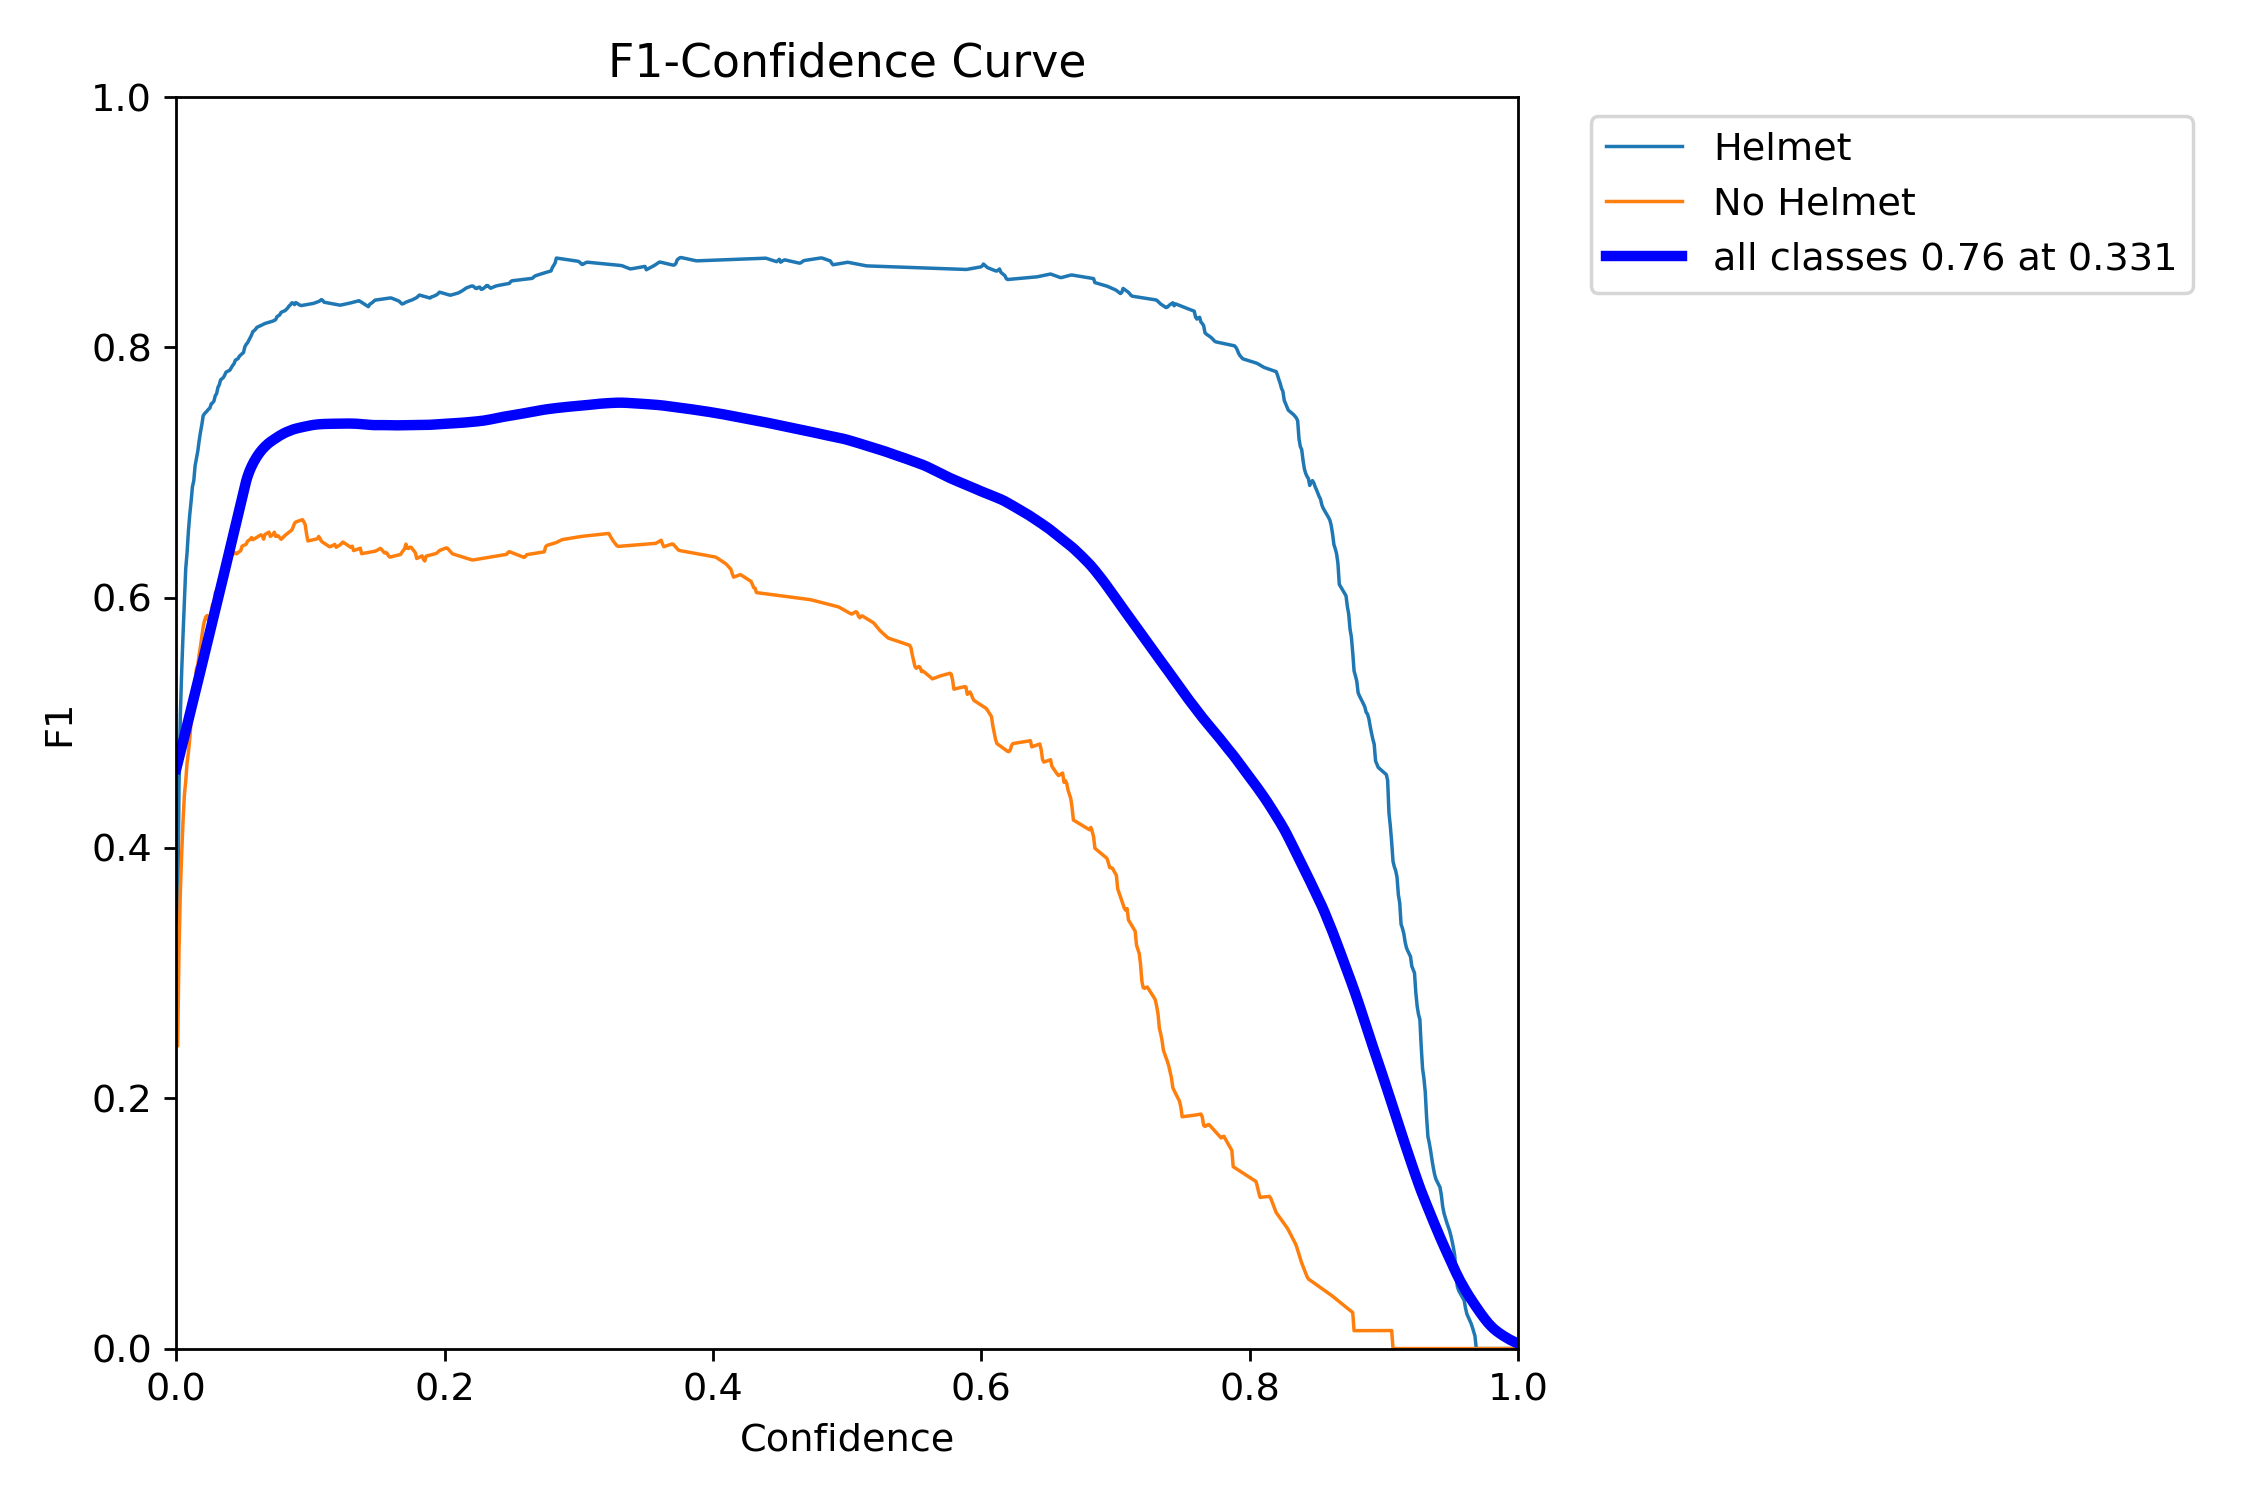 F1-Confidence Curve
1.0
0.8
0.6
0.4
0.2
0.0
F1
0.0 0.2 0.4 0.6 0.8 1.0
Confidence
Helmet
No Helmet
all classes 0.76 at 0.331